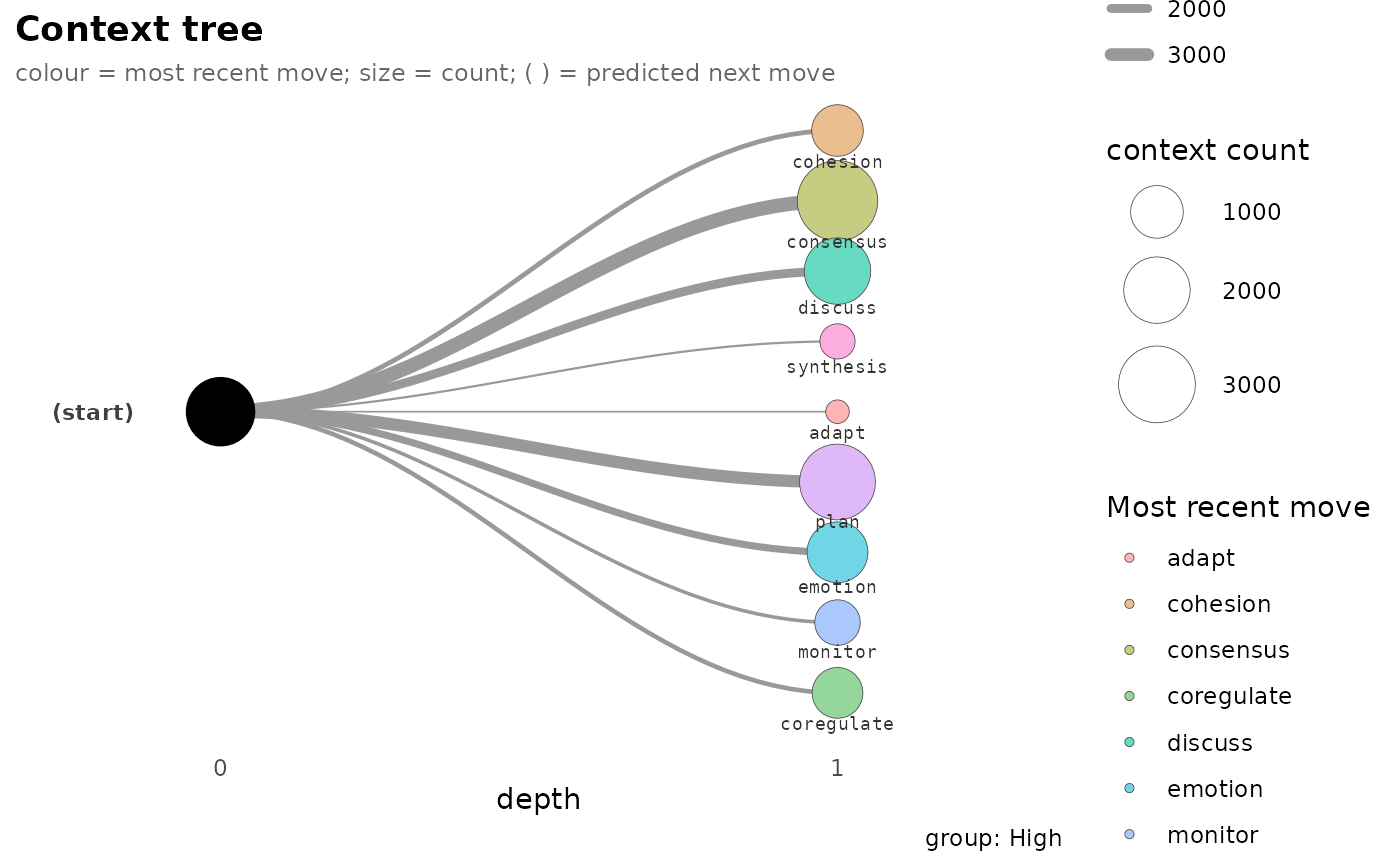 Context tree
colour = most recent move; size = count; ( ) = predicted next move
cohesion
consensus
discuss
synthesis
(start)
adapt
plan
emotion
monitor
coregulate
0
1
depth
group: High
2000
3000
context count
1000
2000
3000
Most recent move
adapt
cohesion
consensus
coregulate
discuss
emotion
monitor